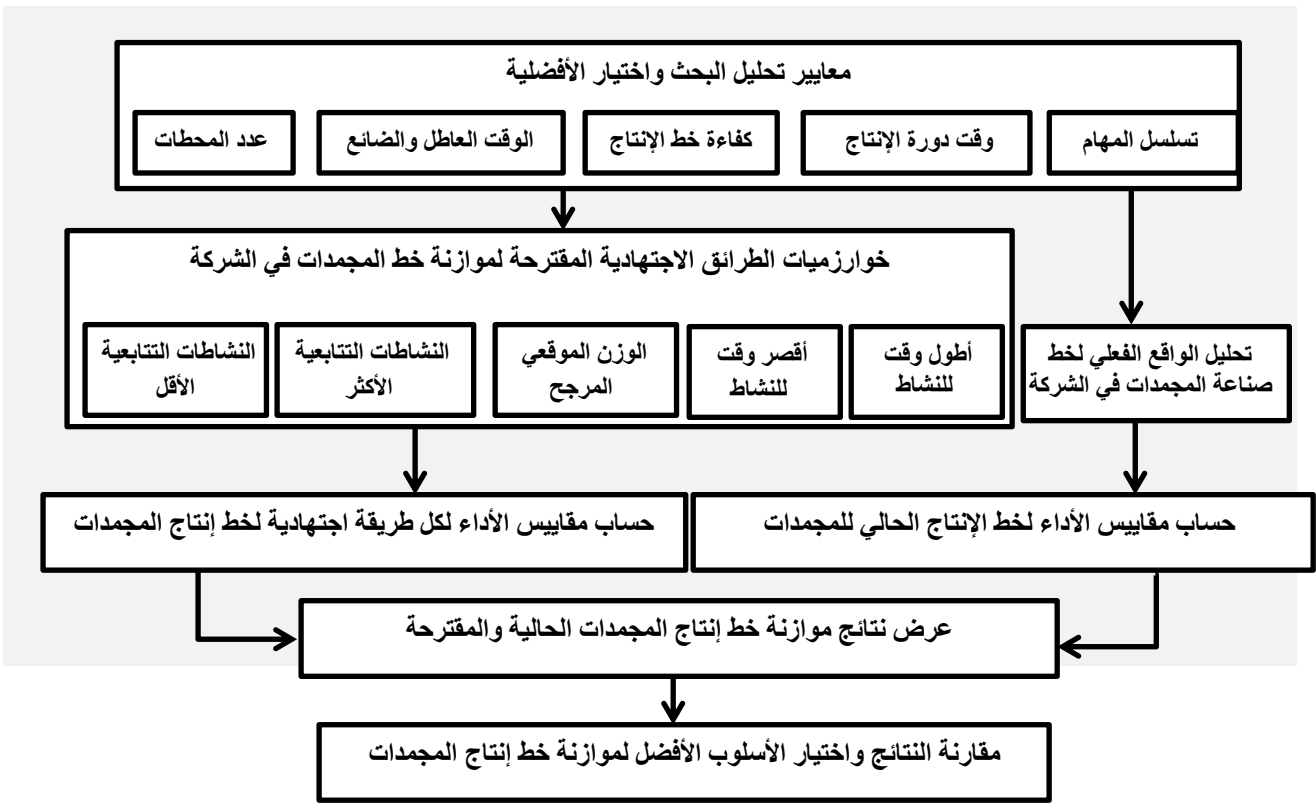 معايير تحليل البحث واختيار الأفضلية
تسلسل المهام
وقت دورة الإنتاج
كفاءة خط الإنتاج
الوقت العاطل والضائع
عدد المحطات
خوارزميات الطرائق الاجتهادية المقترحة لموازنة خط المجمدات في الشركة
أطول وقت
للنشاط
أقصر وقت
للنشاط
الوزن الموقعي
المرجح
النشاطات التتابعية
الأكثر
النشاطات التتابعية
الأقل
تحليل الواقع الفعلي لخط
صناعة المجمدات في الشركة
حساب مقاييس الأداء لخط الإنتاج الحالي للمجمدات
حساب مقاييس الأداء لكل طريقة اجتهادية لخط إنتاج المجمدات
عرض نتائج موازنة خط إنتاج المجمدات الحالية والمقترحة
مقارنة النتائج واختيار الأسلوب الأفضل لموازنة خط إنتاج المجمدات